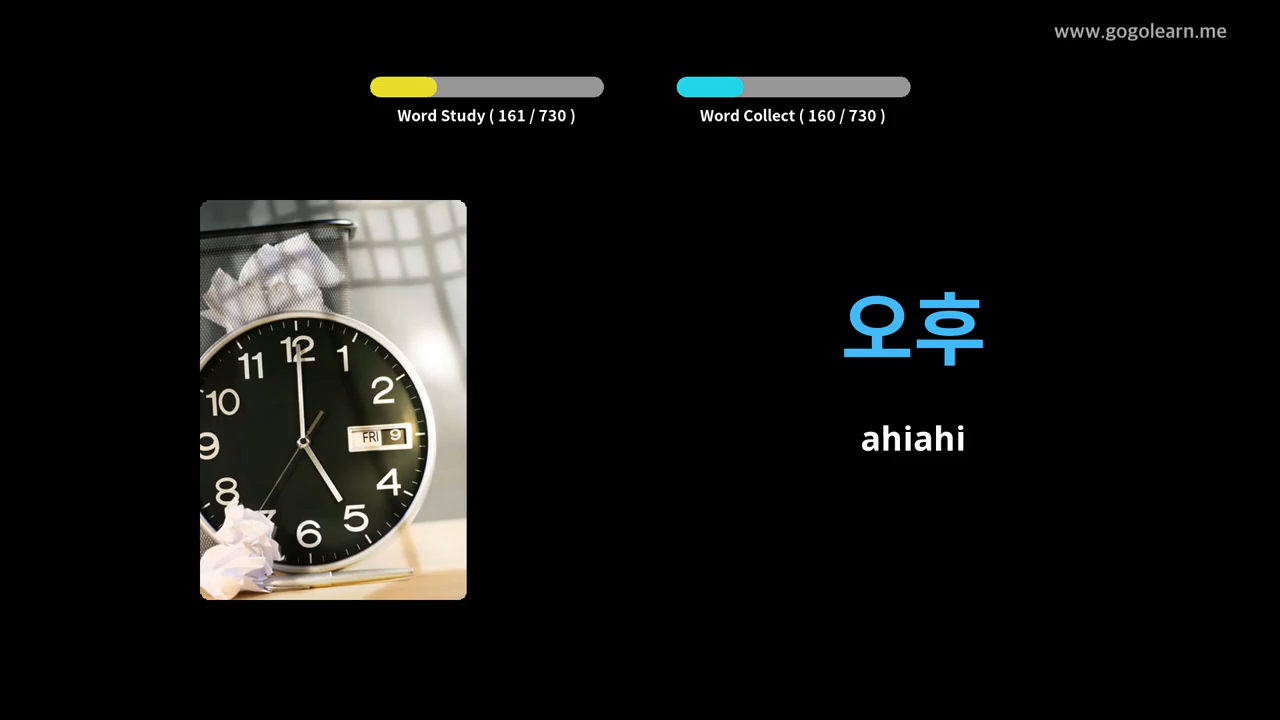 www.gogolearn.me
Word Study ( 161 / 730 )
Word Collect ( 160 / 730 )
12
11
1
10
2
9
FRI 9
8
4
7
5
6
오후
ahiahi